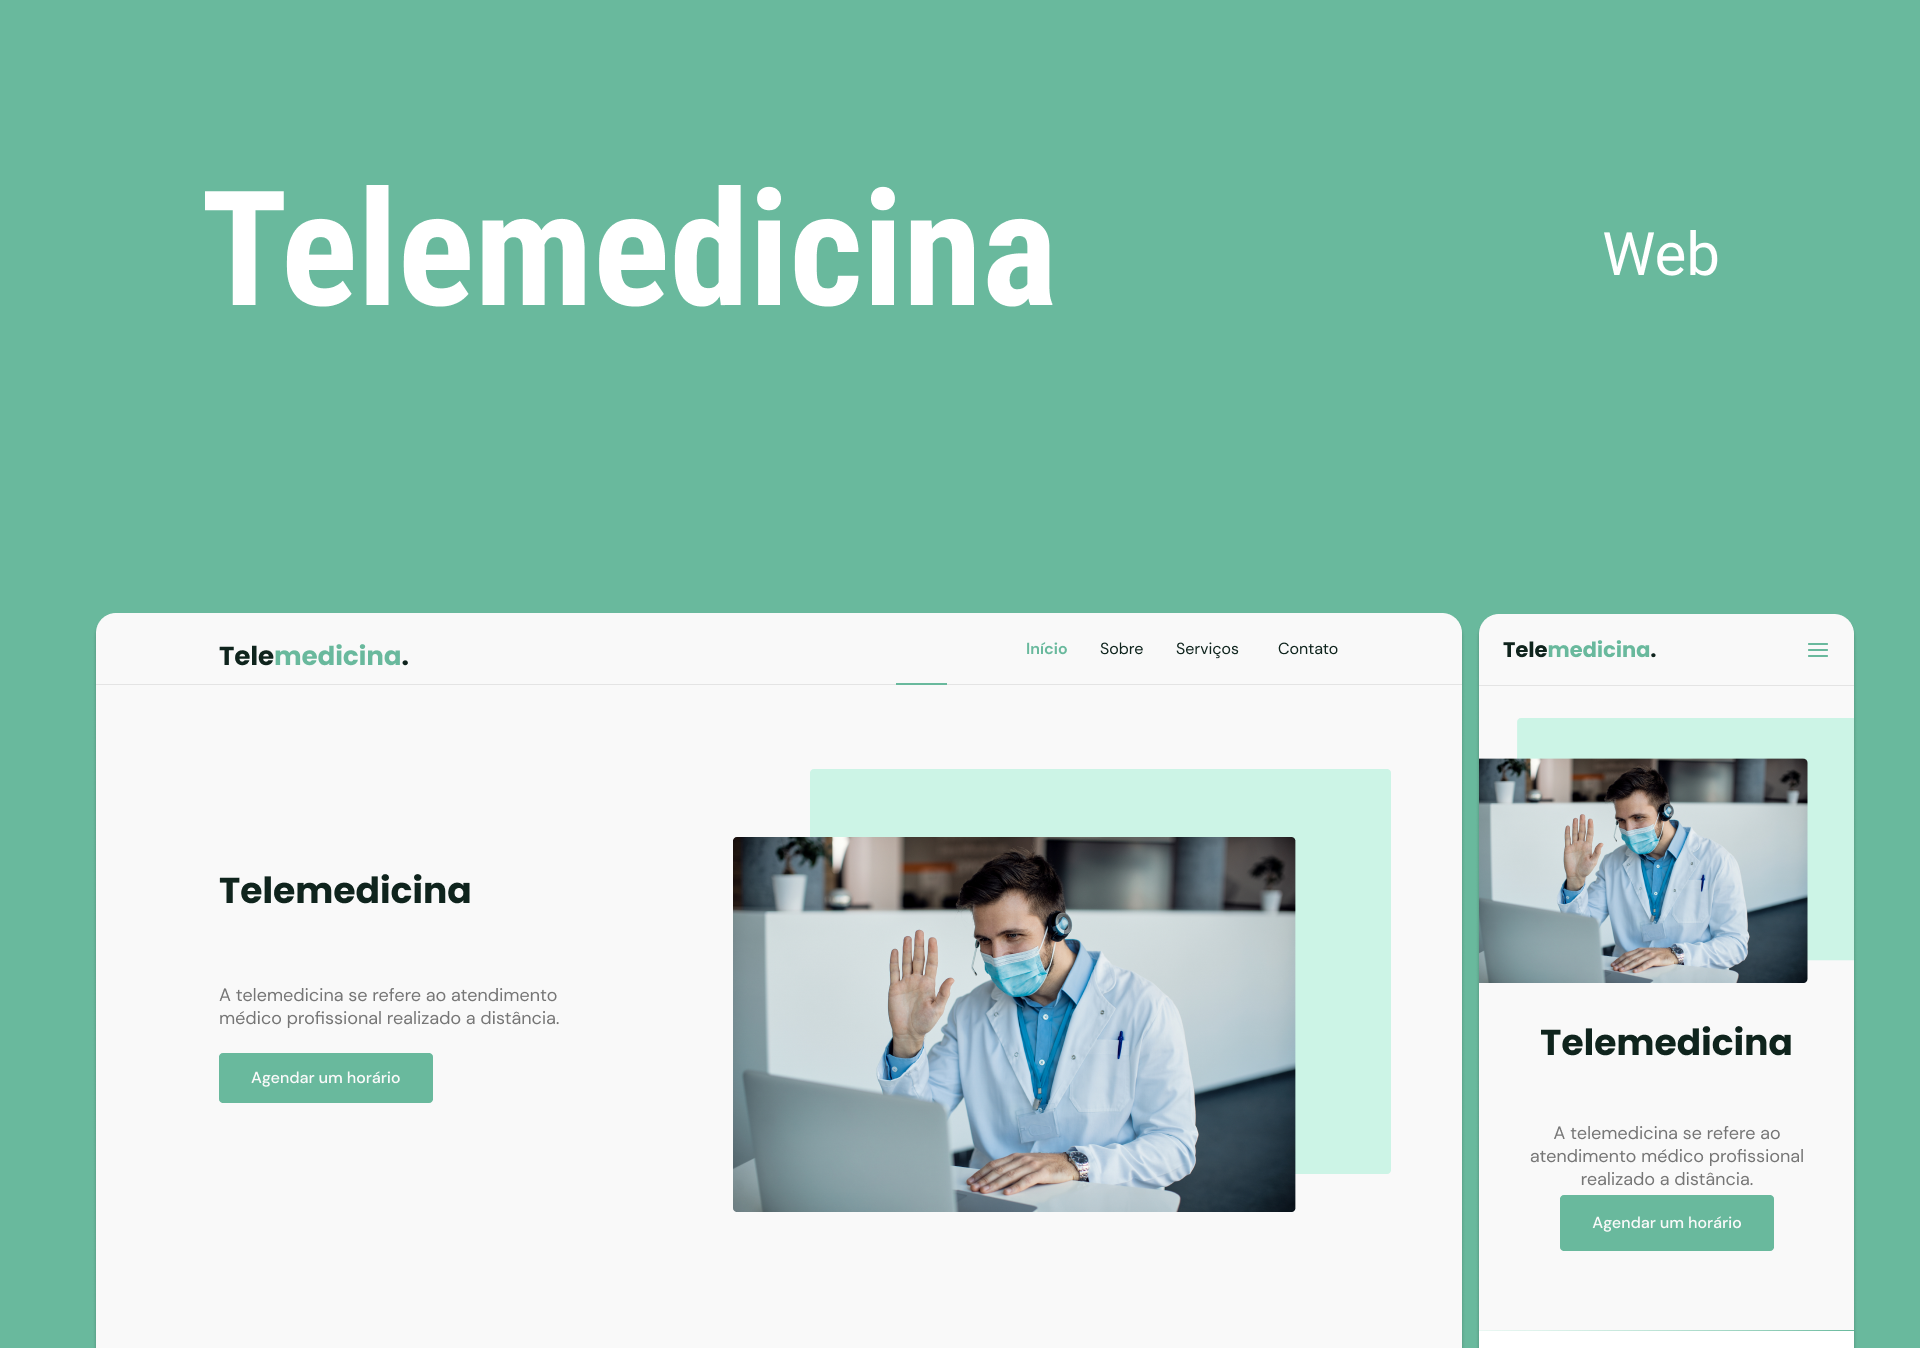 Telemedicina
Web
Telemedicina.
Início Sobre Serviços Contato
Telemedicina
A telemedicina se refere ao atendimento
médico profissional realizado a distância.
Agendar um horário
Telemedicina.
Telemedicina
A telemedicina se refere ao
atendimento médico profissional
realizado a distância.
Agendar um horário